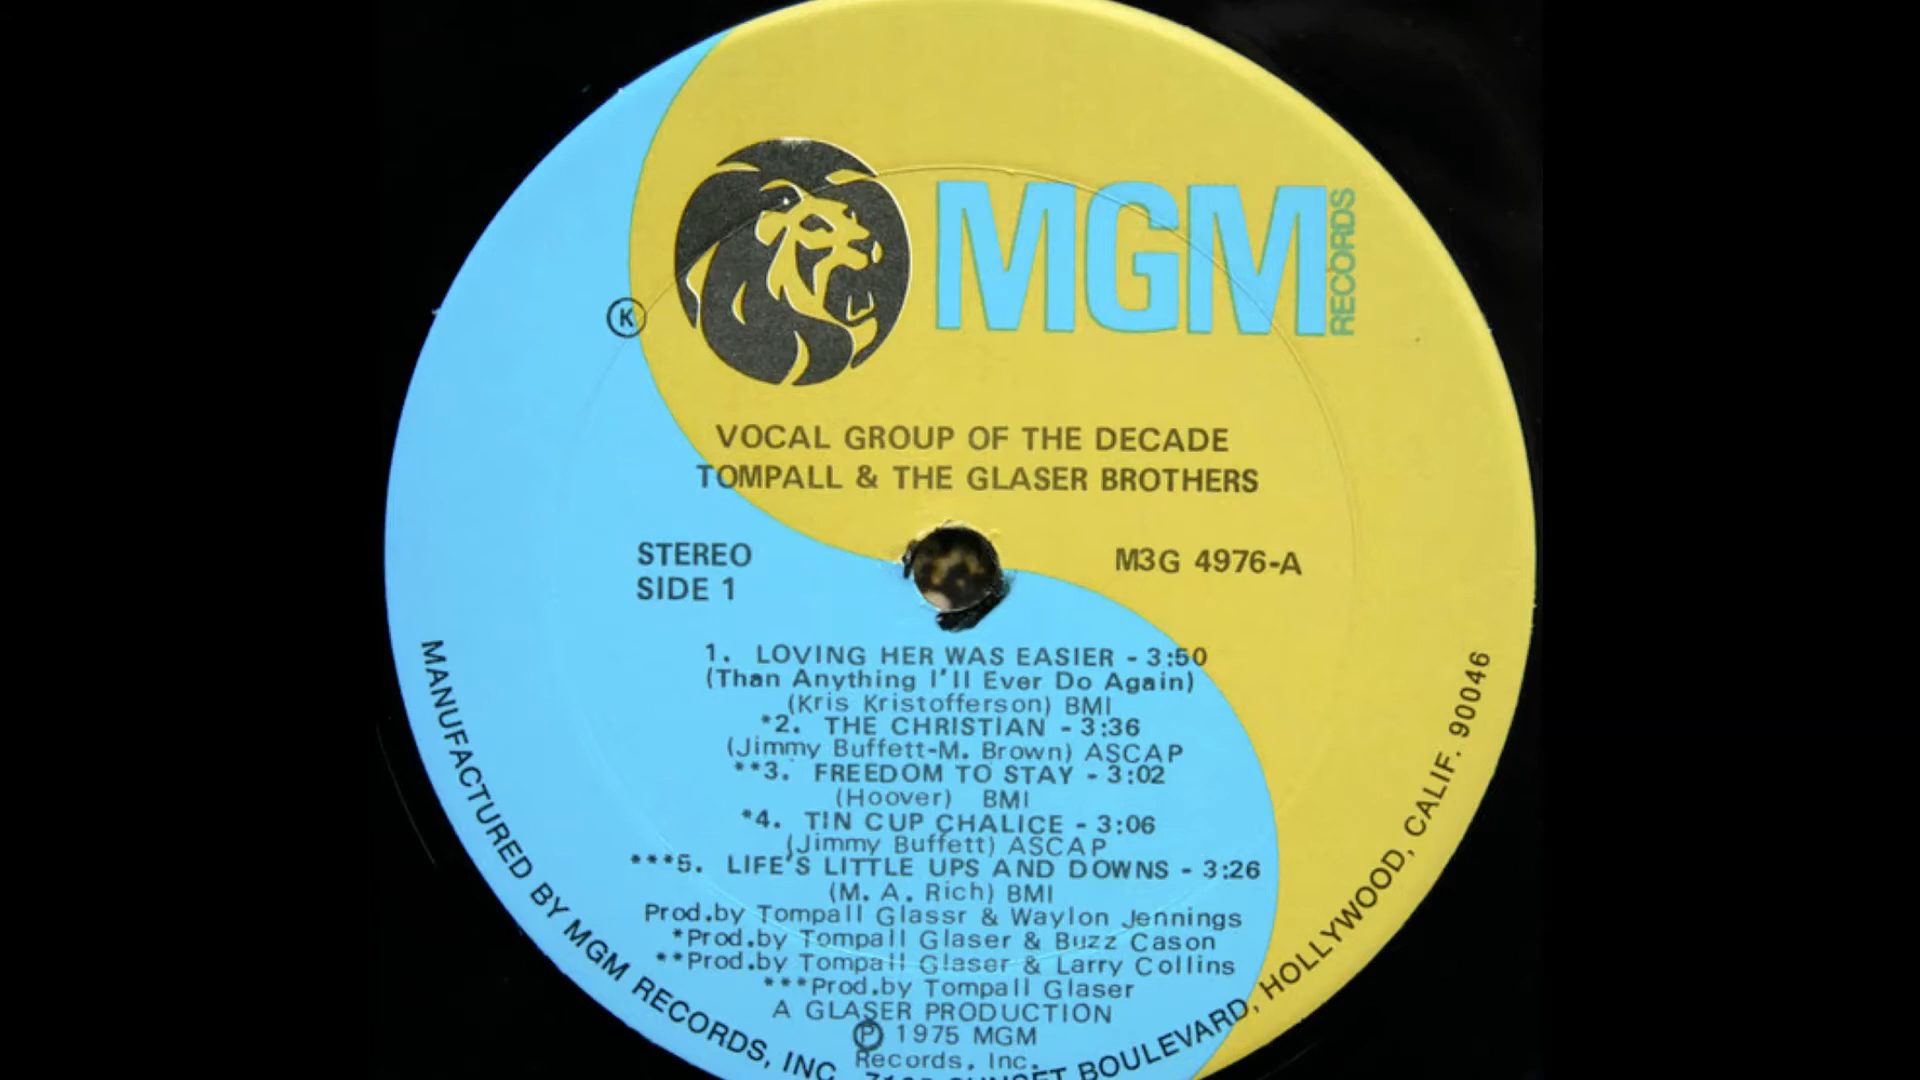 MGM
RECORDS
K
VOCAL GROUP OF THE DECADE
TOMPALL & THE GLASER BROTHERS
STEREO
SIDE 1
M3G 4976-A
1. LOVING HER WAS EASIER - 3:50
(Than Anything I'll Ever Do Again)
(Kris Kristofferson) BMI
*2. THE CHRISTIAN - 3:36
(Jimmy Buffett-M. Brown) ASCAP
**3. FREEDOM TO STAY - 3:02
(Hoover) BMI
*4. TIN CUP CHALICE - 3:06
(Jimmy Buffett) ASCAP
***5. LIFE'S LITTLE UPS AND DOWNS - 3:26
(M. A. Rich) BMI
Prod.by Tompall Glassr & Waylon Jennings
*Prod.by Tompall Glaser & Buzz Cason
**Prod.by Tompall Glaser & Larry Collins
***Prod.by Tompall Glaser
A GLASER PRODUCTION
Ⓟ 1975 MGM
Records, Inc.
MANUFACTURED BY MGM RECORDS, INC. SUNSET BOULEVARD, HOLLYWOOD, CALIF. 90046